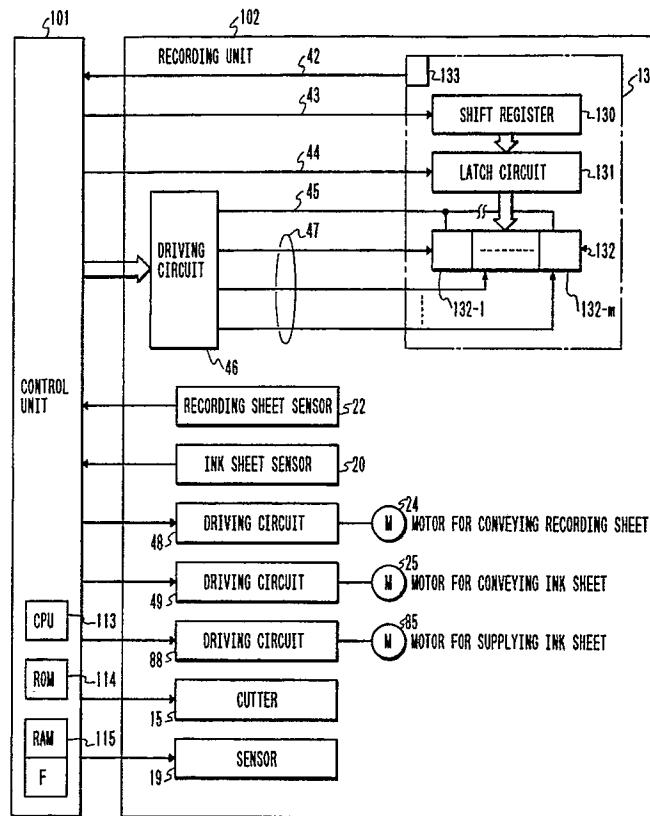 101
102
RECORDING UNIT
42
133
13
43
SHIFT REGISTER
130
44
LATCH CIRCUIT
131
45
47
DRIVING CIRCUIT
132
132-1
132-m
46
CONTROL UNIT
RECORDING SHEET SENSOR
22
INK SHEET SENSOR
20
DRIVING CIRCUIT
48
24
M
MOTOR FOR CONVEYING RECORDING SHEET
DRIVING CIRCUIT
49
25
M
MOTOR FOR CONVEYING INK SHEET
CPU
113
DRIVING CIRCUIT
88
85
M
MOTOR FOR SUPPLYING INK SHEET
ROM
114
CUTTER
15
RAM
115
F
SENSOR
19